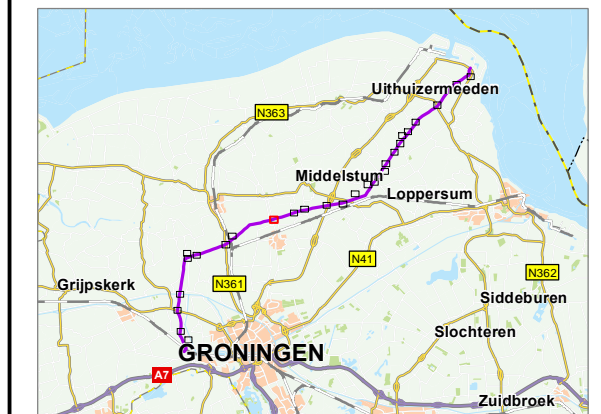 Uithuizermeeden
N363
Middelstum
Loppersum
N41
N362
Grijpskerk
N361
Siddeburen
Slochteren
GRONINGEN
A7
Zuidbroek